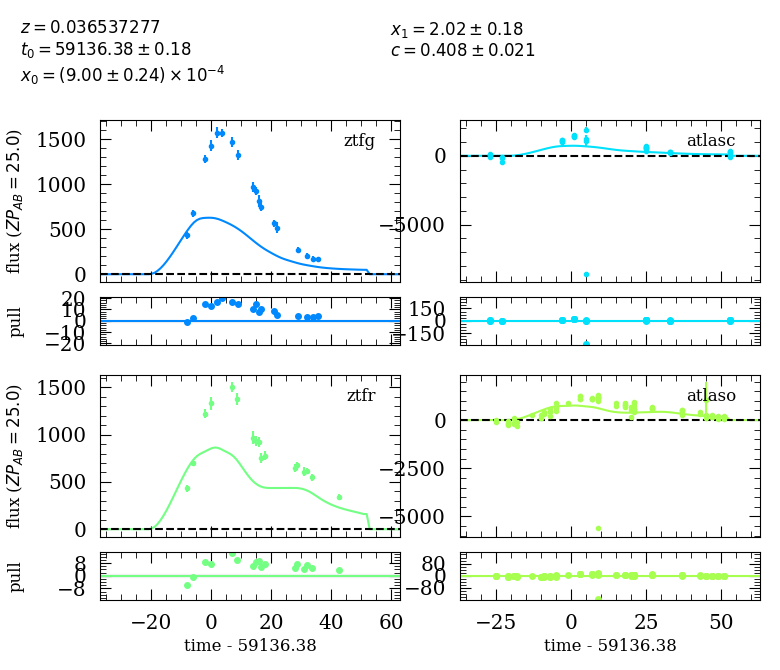 z = 0.036537277
t₀ = 59136.38 ± 0.18
x₀ = (9.00 ± 0.24) × 10⁻⁴
x₁ = 2.02 ± 0.18
c = 0.408 ± 0.021
flux (ZP_AB = 25.0)
1500
1000
500
0
ztfg
0
−5000
atlasc
pull
20
10
0
−10
−20
150
0
−150
flux (ZP_AB = 25.0)
1500
1000
500
0
ztfr
0
−2500
−5000
atlaso
pull
8
0
−8
80
0
−80
−20 0 20 40 60
time - 59136.38
−25 0 25 50
time - 59136.38